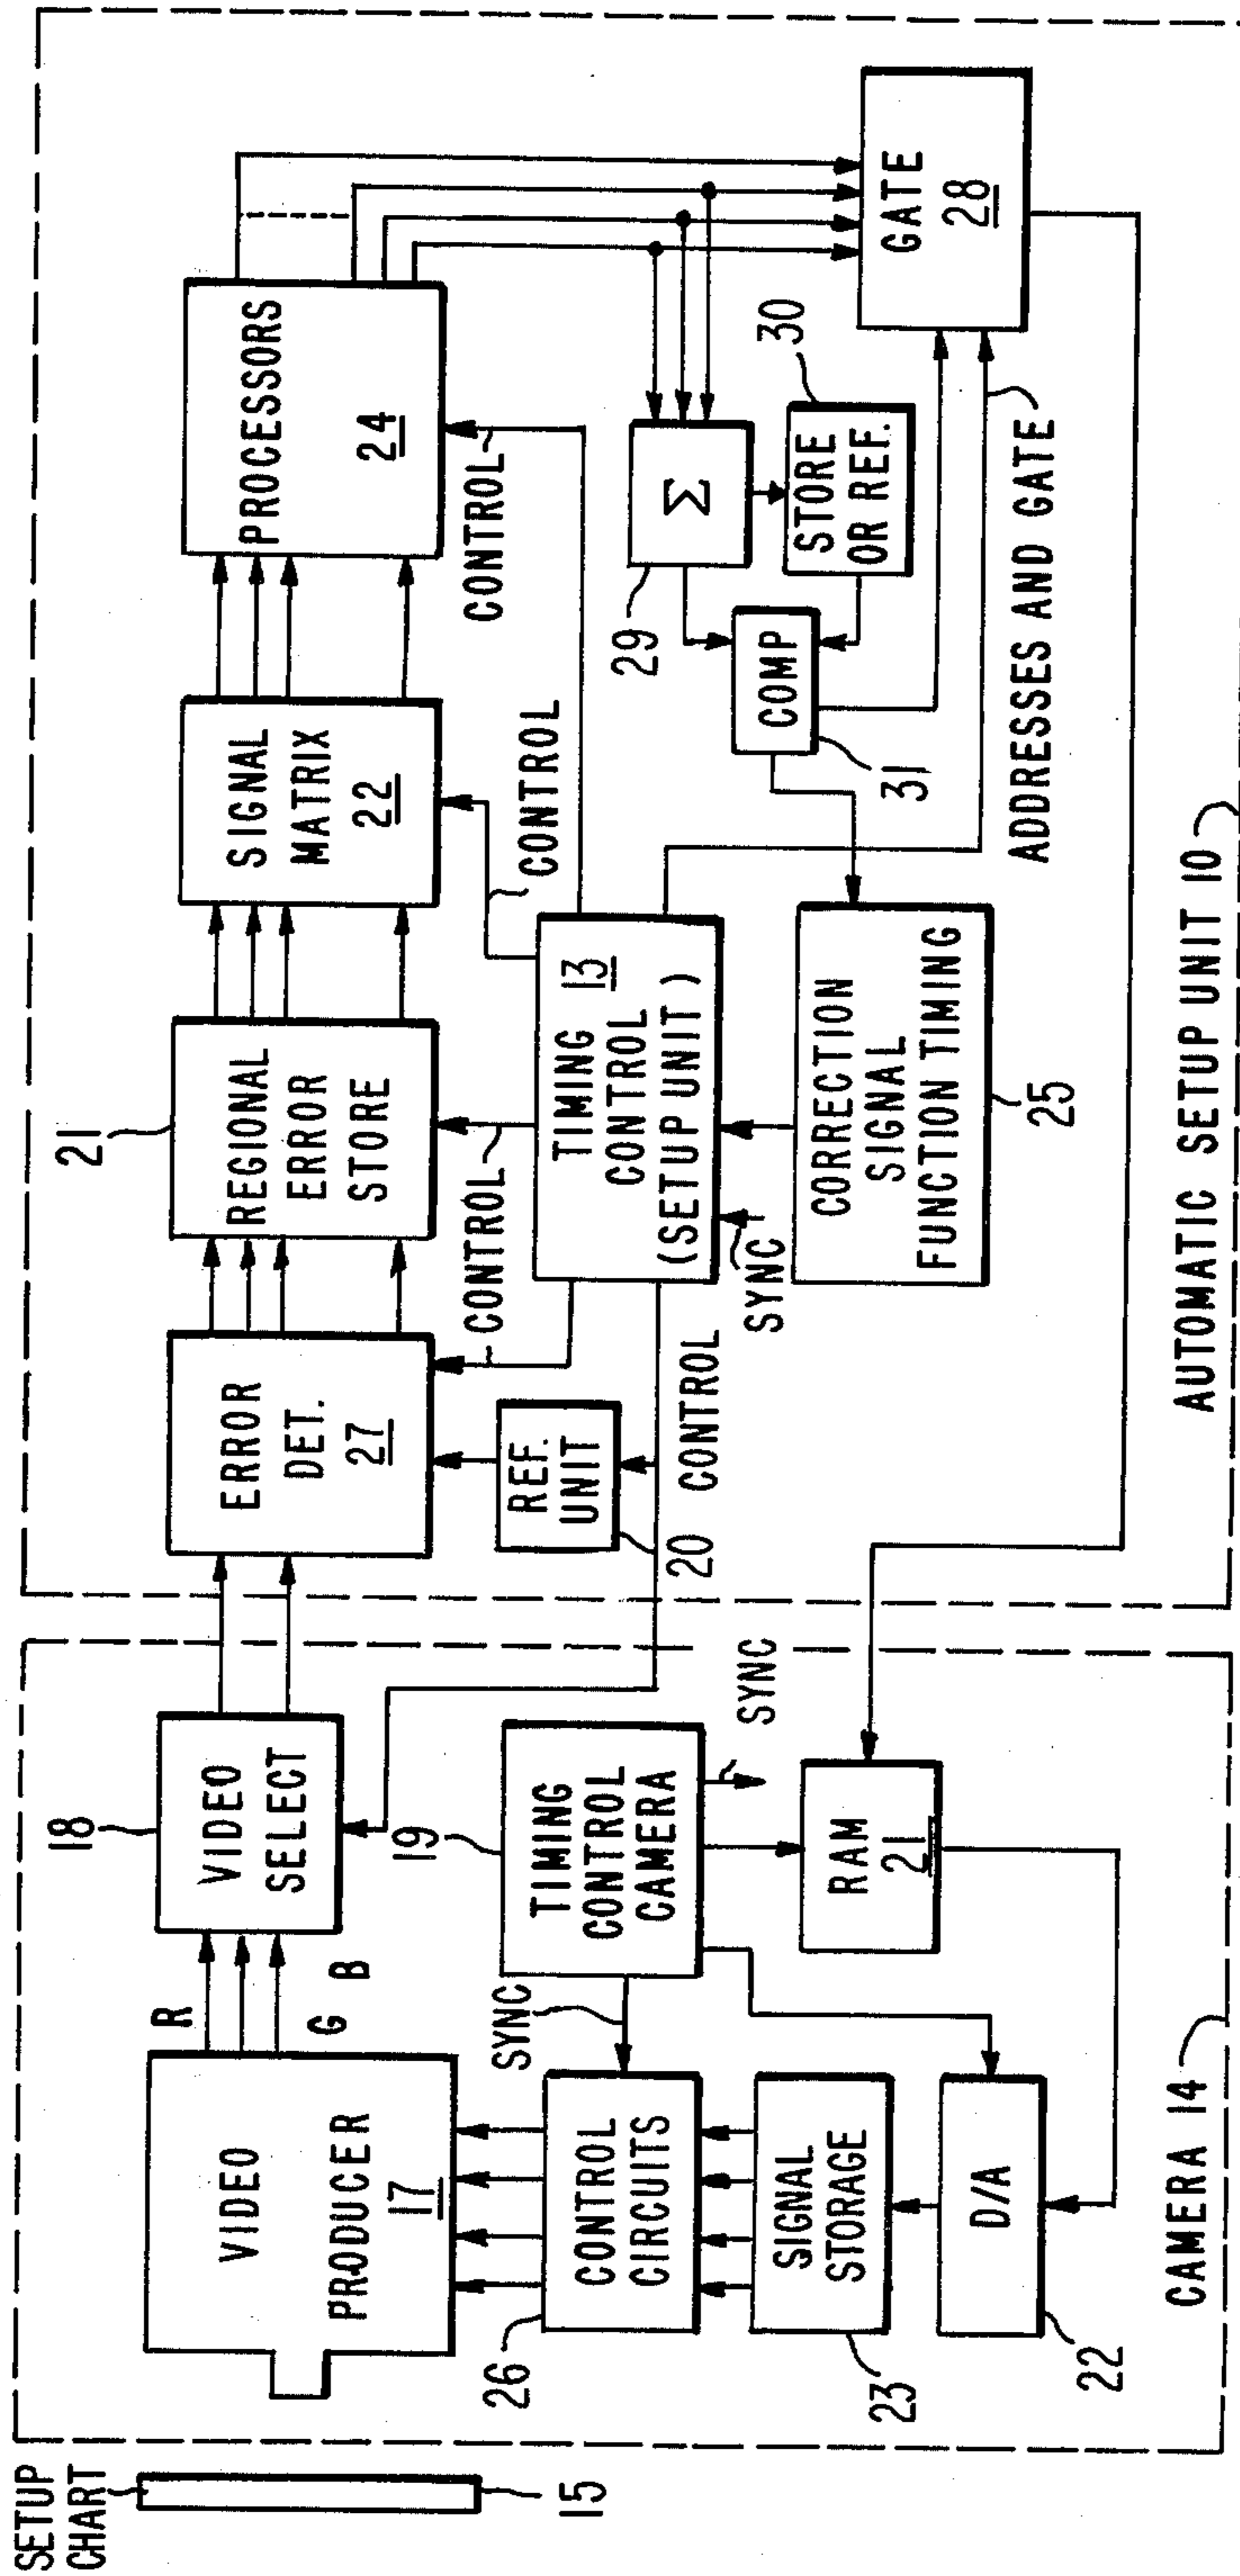 SETUP
CHART
15
VIDEO
PRODUCER
17
R
G
B
18
VIDEO
SELECT
SYNC
26
CONTROL
CIRCUITS
19
TIMING
CONTROL
CAMERA
SYNC
23
SIGNAL
STORAGE
RAM
21
22
D/A
CAMERA 14
ERROR
DET.
27
21
REGIONAL
ERROR
STORE
SIGNAL
MATRIX
22
PROCESSORS
24
REF.
UNIT
20
CONTROL
CONTROL
CONTROL
CONTROL
TIMING 13
CONTROL
(SETUP UNIT)
SYNC
CORRECTION
SIGNAL
FUNCTION TIMING
25
29
Σ
30
STORE
OR REF.
COMP
31
GATE
28
ADDRESSES AND GATE
AUTOMATIC SETUP UNIT 10